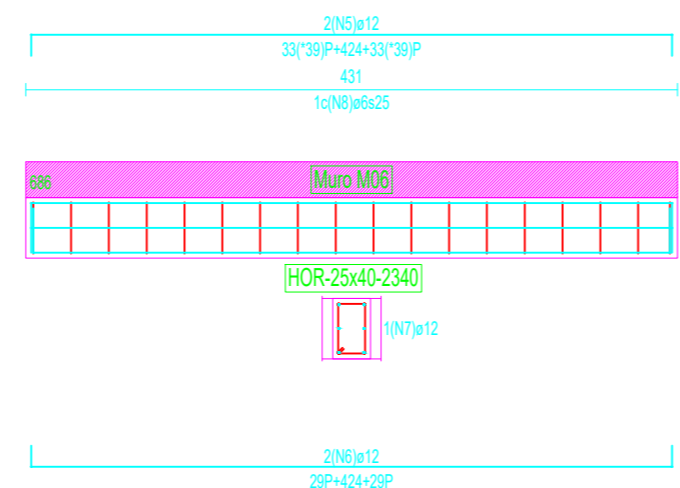 2(N5)ø12
33(*39)P+424+33(*39)P
431
1c(N8)ø6s25
686
Muro M06
HOR-25x40-2340
1(N7)ø12
2(N6)ø12
29P+424+29P